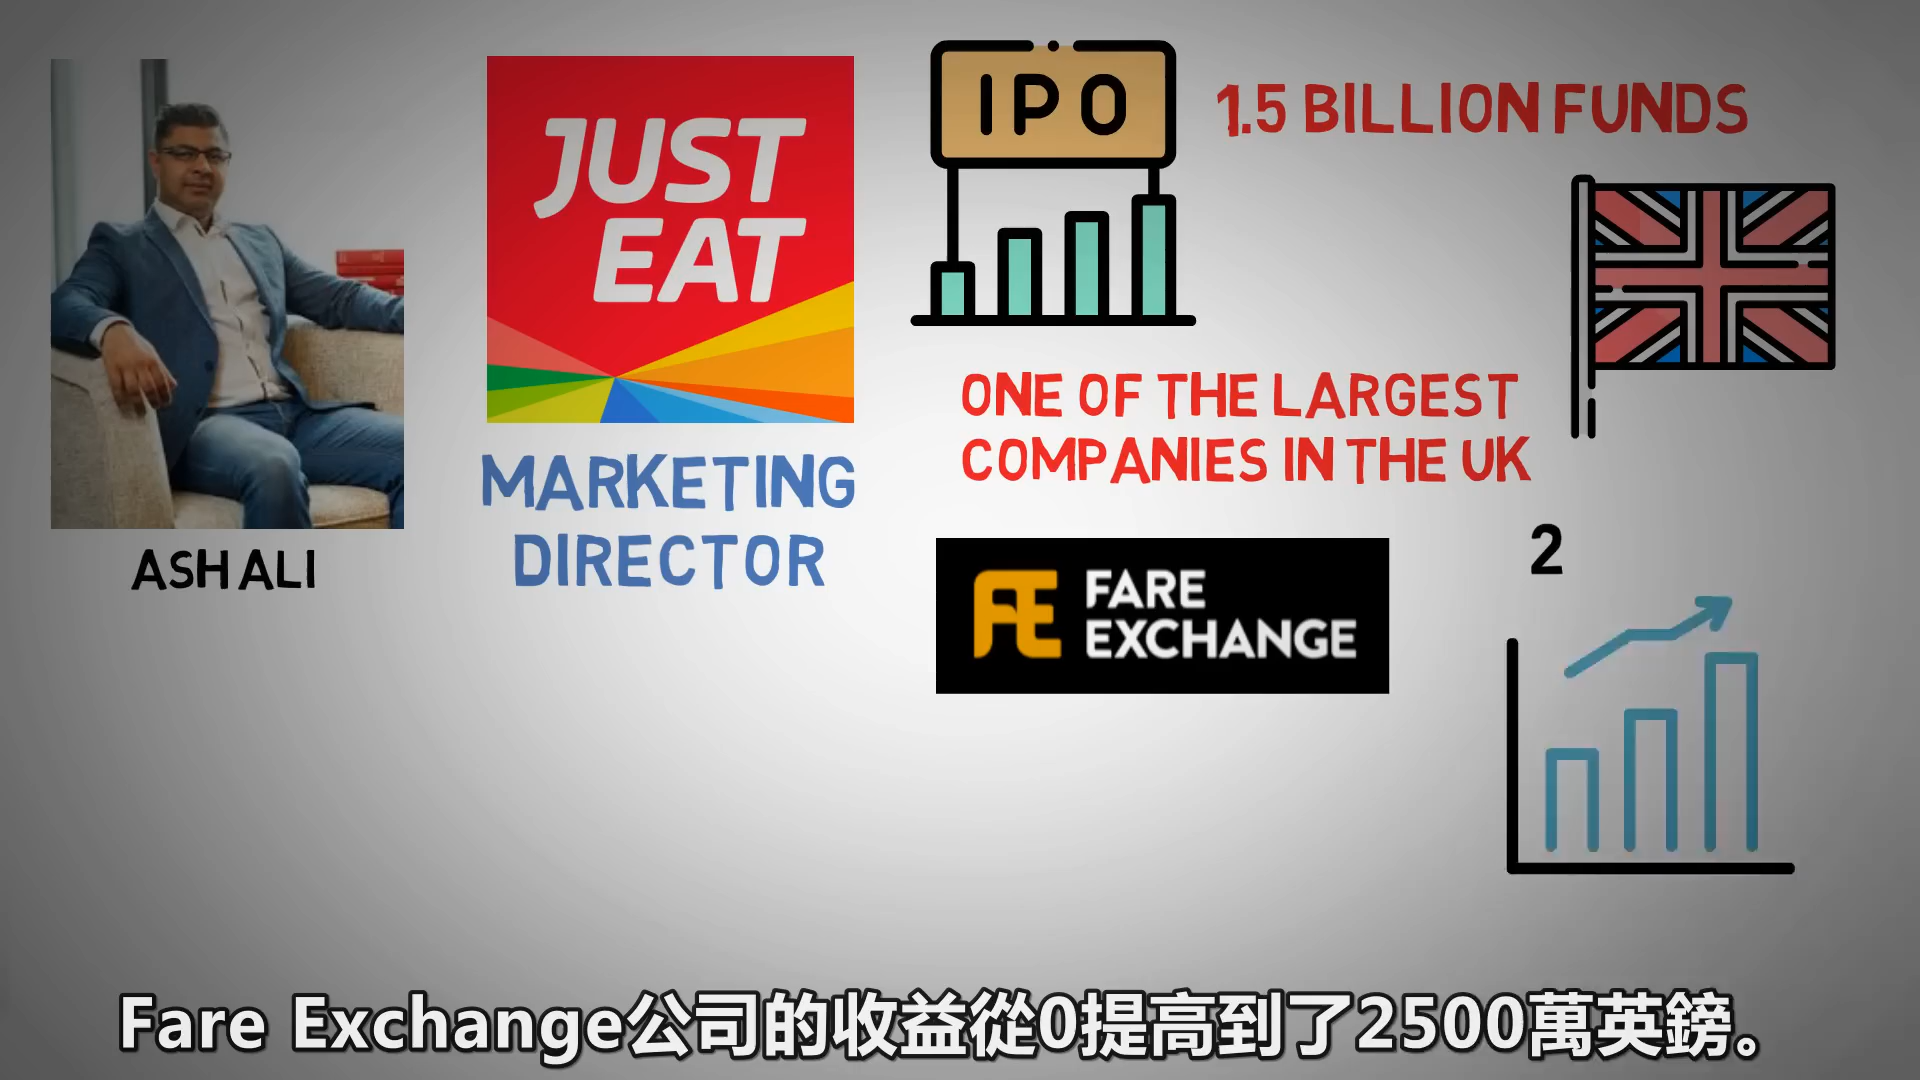 ASH ALI
JUST
EAT
MARKETING
DIRECTOR
IPO
1.5 BILLION FUNDS
ONE OF THE LARGEST
COMPANIES IN THE UK
FE FARE
EXCHANGE
2
Fare Exchange公司的收益從0提高到了2500萬英鎊。